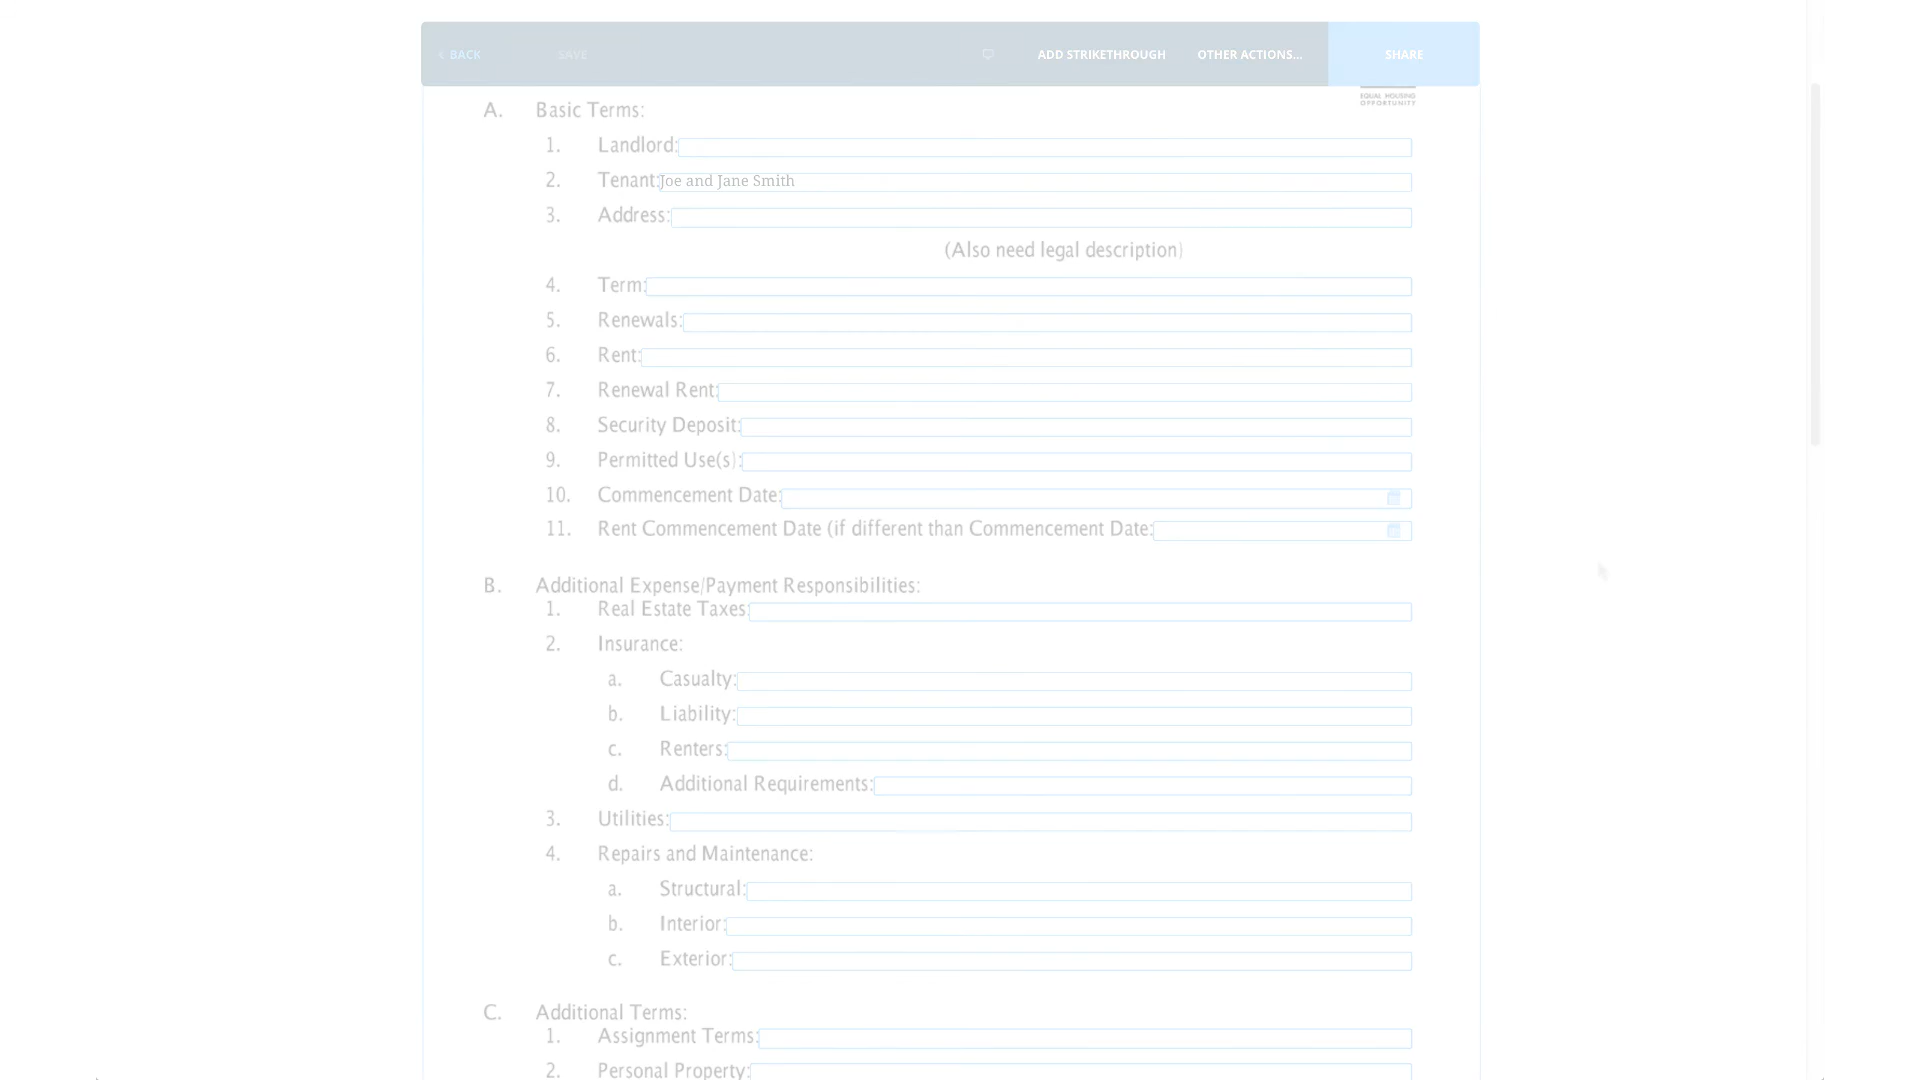 BACK SAVE ADD STRIKETHROUGH OTHER ACTIONS... SHARE
EQUAL HOUSING
OPPORTUNITY
A. Basic Terms:
1. Landlord:
2. Tenant: Joe and Jane Smith
3. Address:
(Also need legal description)
4. Term:
5. Renewals:
6. Rent:
7. Renewal Rent:
8. Security Deposit:
9. Permitted Use(s):
10. Commencement Date:
11. Rent Commencement Date (if different than Commencement Date:
B. Additional Expense/Payment Responsibilities:
1. Real Estate Taxes:
2. Insurance:
a. Casualty:
b. Liability:
c. Renters:
d. Additional Requirements:
3. Utilities:
4. Repairs and Maintenance:
a. Structural:
b. Interior:
c. Exterior:
C. Additional Terms:
1. Assignment Terms:
2. Personal Property: